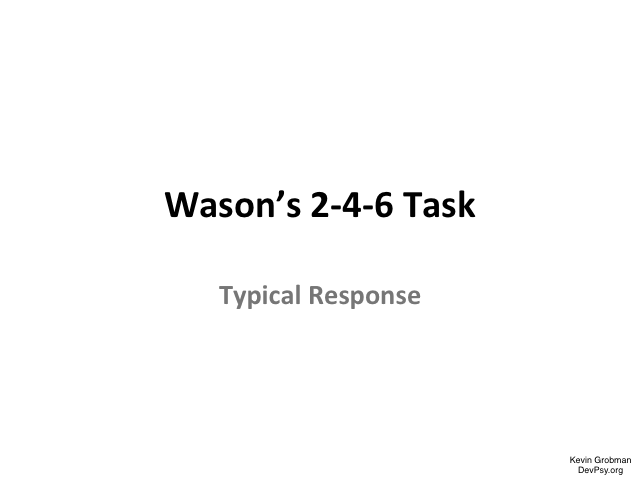 Wason’s 2-4-6 Task
Typical Response
Kevin Grobman
DevPsy.org